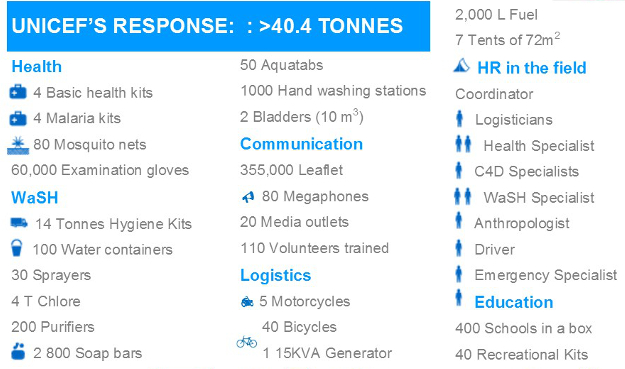 UNICEF'S RESPONSE: : >40.4 TONNES
Health
4 Basic health kits
4 Malaria kits
80 Mosquito nets
60,000 Examination gloves
WaSH
14 Tonnes Hygiene Kits
100 Water containers
30 Sprayers
4 T Chlore
200 Purifiers
2 800 Soap bars
50 Aquatabs
1000 Hand washing stations
2 Bladders (10 m³)
Communication
355,000 Leaflet
80 Megaphones
20 Media outlets
110 Volunteers trained
Logistics
5 Motorcycles
40 Bicycles
1 15KVA Generator
2,000 L Fuel
7 Tents of 72m²
HR in the field
Coordinator
Logisticians
Health Specialist
C4D Specialists
WaSH Specialist
Anthropologist
Driver
Emergency Specialist
Education
400 Schools in a box
40 Recreational Kits